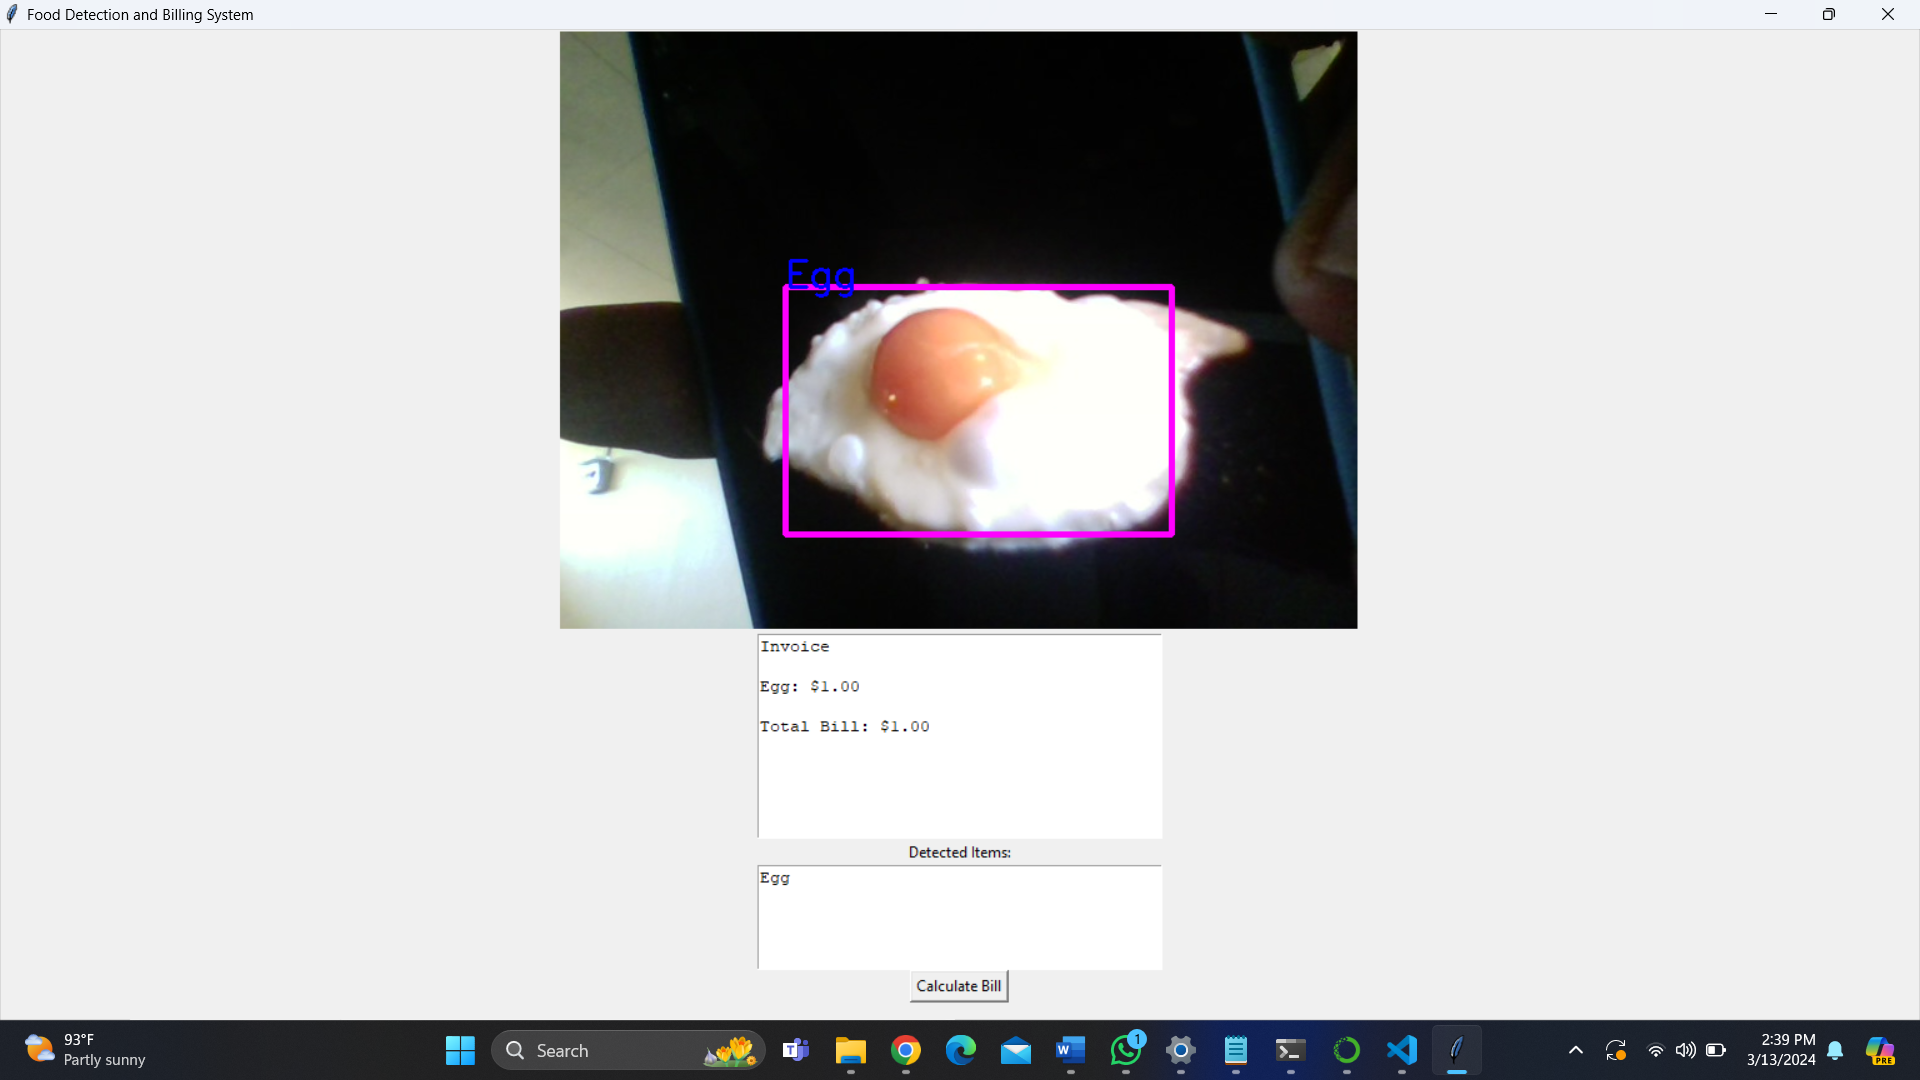 Food Detection and Billing System
Egg
Invoice
Egg: $1.00
Total Bill: $1.00
Detected Items:
Egg
Calculate Bill
93°F
Partly sunny
Search
T
W
1
2:39 PM
3/13/2024
PRE